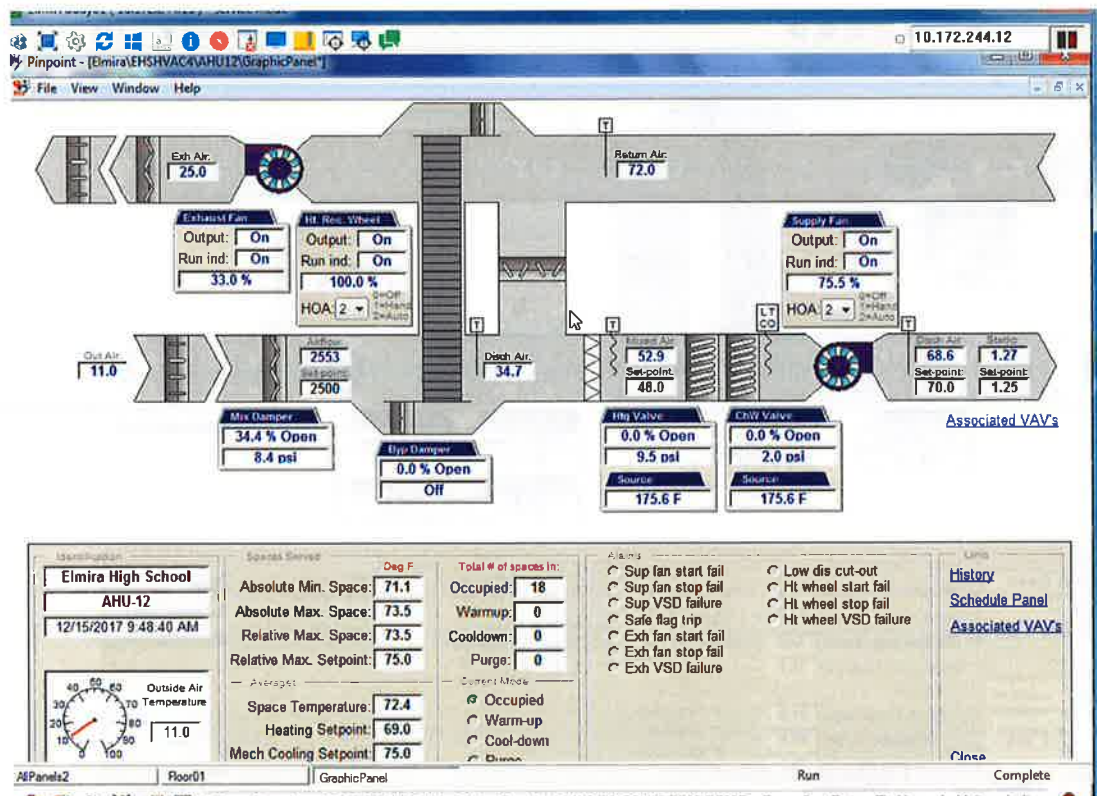 10.172.244.12
Pinpoint - [Elmira\EHSHVAC4\AHU12\GraphicPanel*]
File View Window Help
Exh Air:
25.0
T
Return Air:
72.0
Exhaust Fan
Output: On
Run ind: On
33.0 %
Ht. Rec. Wheel
Output: On
Run ind: On
100.0 %
HOA: 2
0=Off
1=Hand
2=Auto
Supply Fan
Output: On
Run ind: On
75.5 %
HOA: 2
0=Off
1=Hand
2=Auto
Out Air:
11.0
Airflow:
2553
Set-point:
2500
T
Disch Air:
34.7
T
Mixed Air:
52.9
Set-point:
48.0
LT
CO
T
Disch Air:
68.6
Set-point:
70.0
Static:
1.27
Set-point:
1.25
Associated VAV's
Mix Damper
34.4 % Open
8.4 psi
Byp Damper
0.0 % Open
Off
Htg Valve
0.0 % Open
9.5 psi
Source
175.6 F
ChW Valve
0.0 % Open
2.0 psi
Source
175.6 F
Identification
Elmira High School
AHU-12
12/15/2017 9:48:40 AM
Outside Air
Temperature
11.0
0 10 20 30 40 50 60 70 80 90 100
Spaces Served
Deg F
Absolute Min. Space: 71.1
Absolute Max. Space: 73.5
Relative Max. Space: 73.5
Relative Max. Setpoint: 75.0
Averages
Space Temperature: 72.4
Heating Setpoint: 69.0
Mech Cooling Setpoint: 75.0
Total # of spaces in:
Occupied: 18
Warmup: 0
Cooldown: 0
Purge: 0
Current Mode
Occupied
Warm-up
Cool-down
Purge
Alarms
Sup fan start fail
Sup fan stop fail
Sup VSD failure
Safe flag trip
Exh fan start fail
Exh fan stop fail
Exh VSD failure
Low dis cut-out
Ht wheel start fail
Ht wheel stop fail
Ht wheel VSD failure
Links
History
Schedule Panel
Associated VAV's
Close
AllPanels2
Floor01
GraphicPanel
Run
Complete